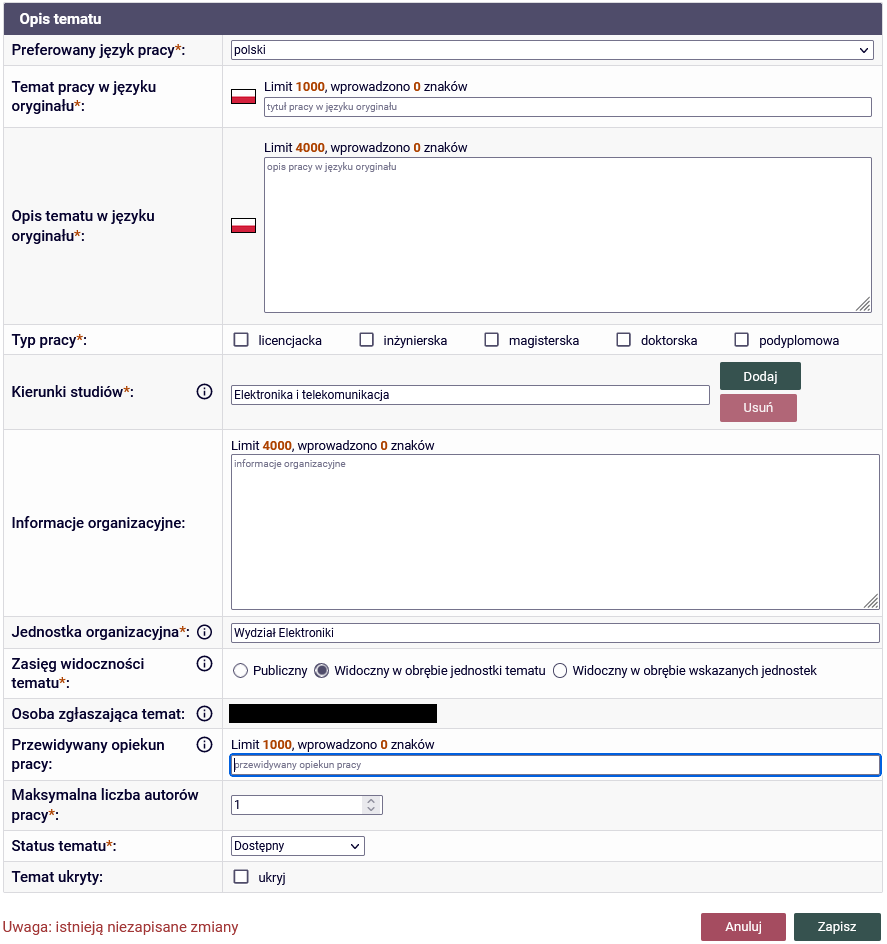 Opis tematu
Preferowany język pracy*:
polski
Temat pracy w języku
oryginału*:
Limit 1000, wprowadzono 0 znaków
tytuł pracy w języku oryginału
Opis tematu w języku
oryginału*:
Limit 4000, wprowadzono 0 znaków
opis pracy w języku oryginału
Typ pracy*:
licencjacka inżynierska magisterska doktorska podyplomowa
Kierunki studiów*:
Elektronika i telekomunikacja
Dodaj
Usuń
Informacje organizacyjne:
Limit 4000, wprowadzono 0 znaków
informacje organizacyjne
Jednostka organizacyjna*:
Wydział Elektroniki
Zasięg widoczności
tematu*:
Publiczny Widoczny w obrębie jednostki tematu Widoczny w obrębie wskazanych jednostek
Osoba zgłaszająca temat:
Przewidywany opiekun
pracy:
Limit 1000, wprowadzono 0 znaków
przewidywany opiekun pracy
Maksymalna liczba autorów
pracy*:
1
Status tematu*:
Dostępny
Temat ukryty:
ukryj
Uwaga: istnieją niezapisane zmiany
Anuluj
Zapisz